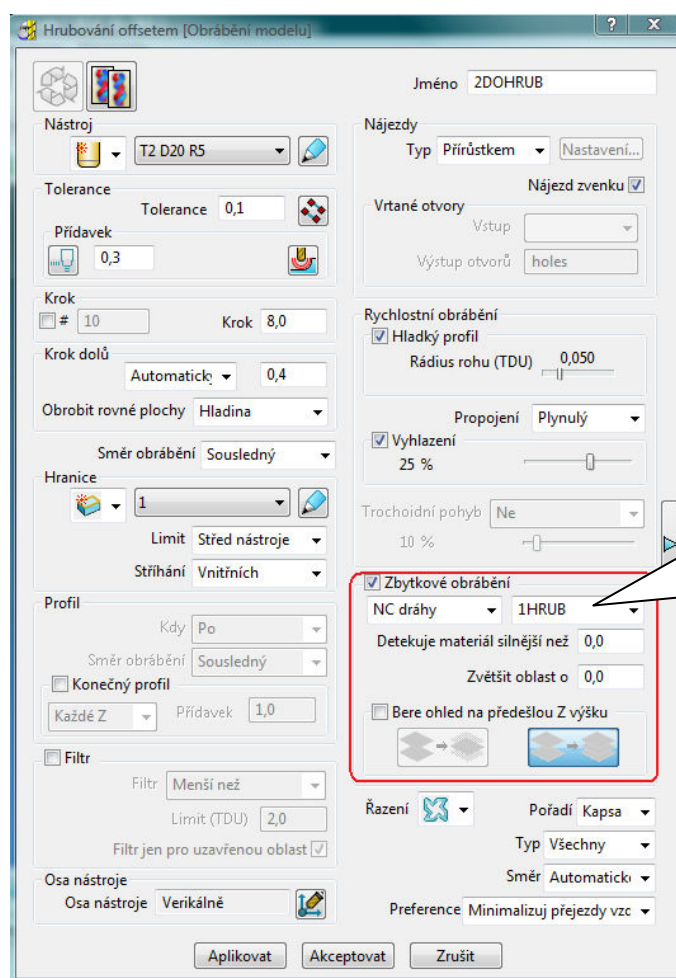 Hrubování offsetem [Obrábění modelu]
? x
Jméno 2DOHRUB
Nástroj
T2 D20 R5
Tolerance
Tolerance 0,1
Přídavek
0,3
Krok
# 10 Krok 8,0
Krok dolů
Automaticky 0,4
Obrobit rovné plochy Hladina
Směr obrábění Sousledný
Hranice
1
Limit Střed nástroje
Stříhání Vnitřních
Profil
Kdy Po
Směr obrábění Sousledný
Konečný profil
Každé Z Přídavek 1,0
Filtr
Filtr Menší než
Limit (TDU) 2,0
Filtr jen pro uzavřenou oblast
Osa nástroje
Osa nástroje Verikálně
Nájezdy
Typ Přírůstkem Nastavení...
Nájezd zvenku
Vrtané otvory
Vstup
Výstup otvorů holes
Rychlostní obrábění
Hladký profil
Rádius rohu (TDU) 0,050
Propojení Plynulý
Vyhlazení
25 %
Trochoidní pohyb Ne
10 %
Zbytkové obrábění
NC dráhy 1HRUB
Detekuje materiál silnější než 0,0
Zvětšit oblast o 0,0
Bere ohled na předešlou Z výšku
Řazení Pořadí Kapsa
Typ Všechny
Směr Automaticki
Preference Minimalizuj přejezdy vzc
Aplikovat Akceptovat Zrušit